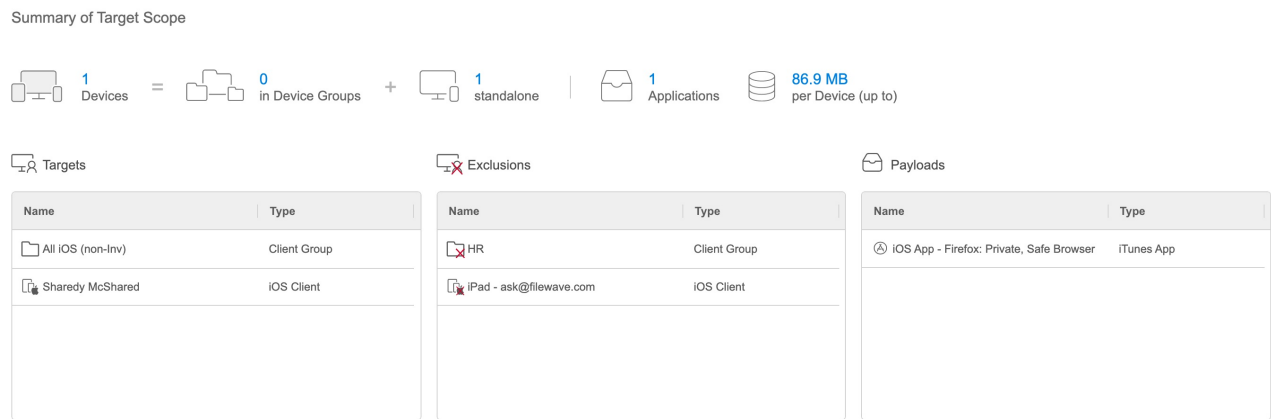 Summary of Target Scope
1
Devices
=
0
in Device Groups
+
1
standalone
1
Applications
86.9 MB
per Device (up to)
Targets
Exclusions
Payloads
Name Type
Name Type
Name Type
All iOS (non-Inv) Client Group
HR Client Group
iOS App - Firefox: Private, Safe Browser iTunes App
Sharedy McShared iOS Client
iPad - ask@filewave.com iOS Client